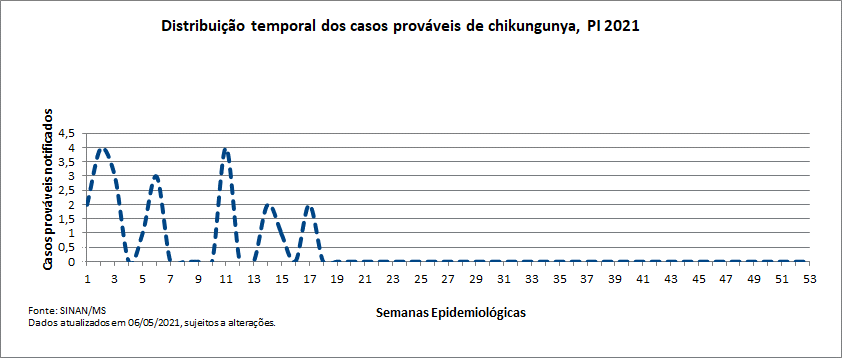 Distribuição temporal dos casos prováveis de chikungunya, PI 2021
Casos prováveis notificados
4,5
4
3,5
3
2,5
2
1,5
1
0,5
0
1 3 5 7 9 11 13 15 17 19 21 23 25 27 29 31 33 35 37 39 41 43 45 47 49 51 53
Semanas Epidemiológicas
Fonte: SINAN/MS
Dados atualizados em 06/05/2021, sujeitos a alterações.